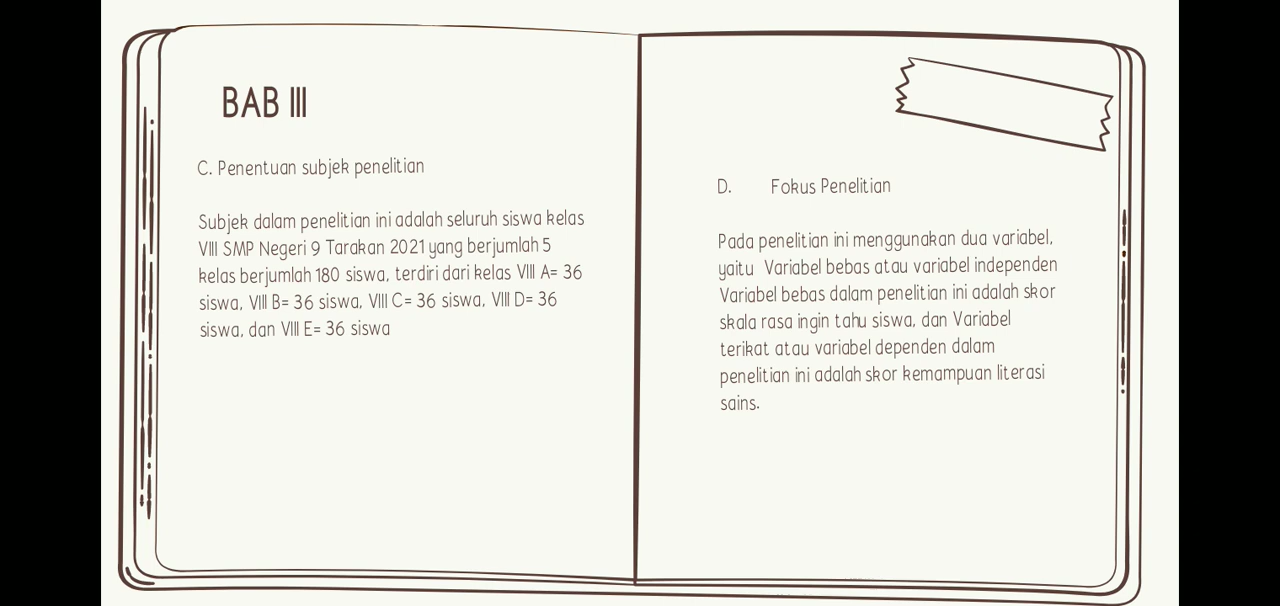 BAB III
C. Penentuan subjek penelitian
Subjek dalam penelitian ini adalah seluruh siswa kelas
VIII SMP Negeri 9 Tarakan 2021 yang berjumlah 5
kelas berjumlah 180 siswa, terdiri dari kelas VIII A= 36
siswa, VIII B= 36 siswa, VIII C= 36 siswa, VIII D= 36
siswa, dan VIII E= 36 siswa
D. Fokus Penelitian
Pada penelitian ini menggunakan dua variabel,
yaitu Variabel bebas atau variabel independen
Variabel bebas dalam penelitian ini adalah skor
skala rasa ingin tahu siswa, dan Variabel
terikat atau variabel dependen dalam
penelitian ini adalah skor kemampuan literasi
sains.